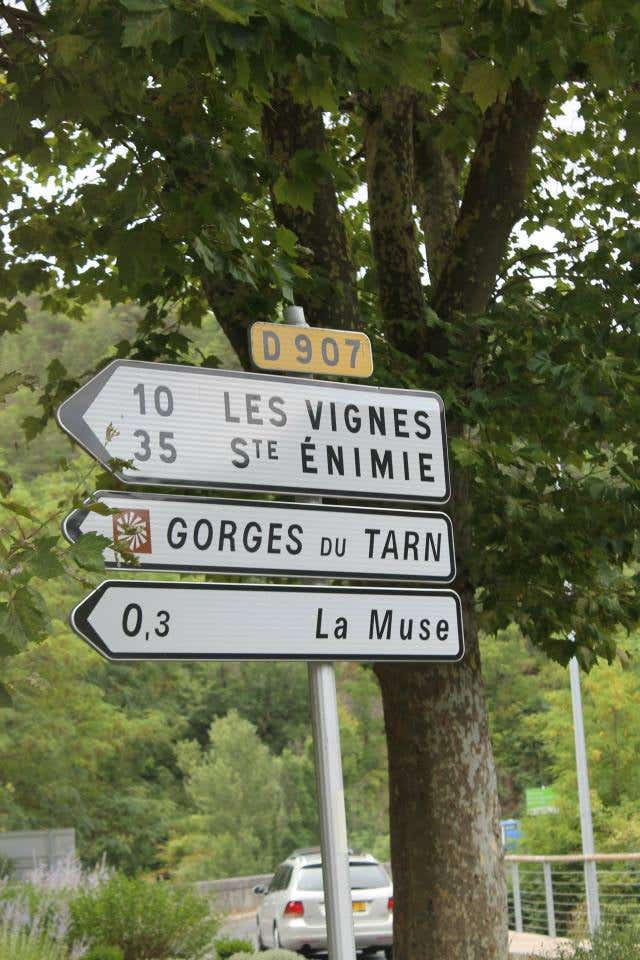 D 907
10 LES VIGNES
35 STE ÉNIMIE
GORGES DU TARN
0,3 La Muse